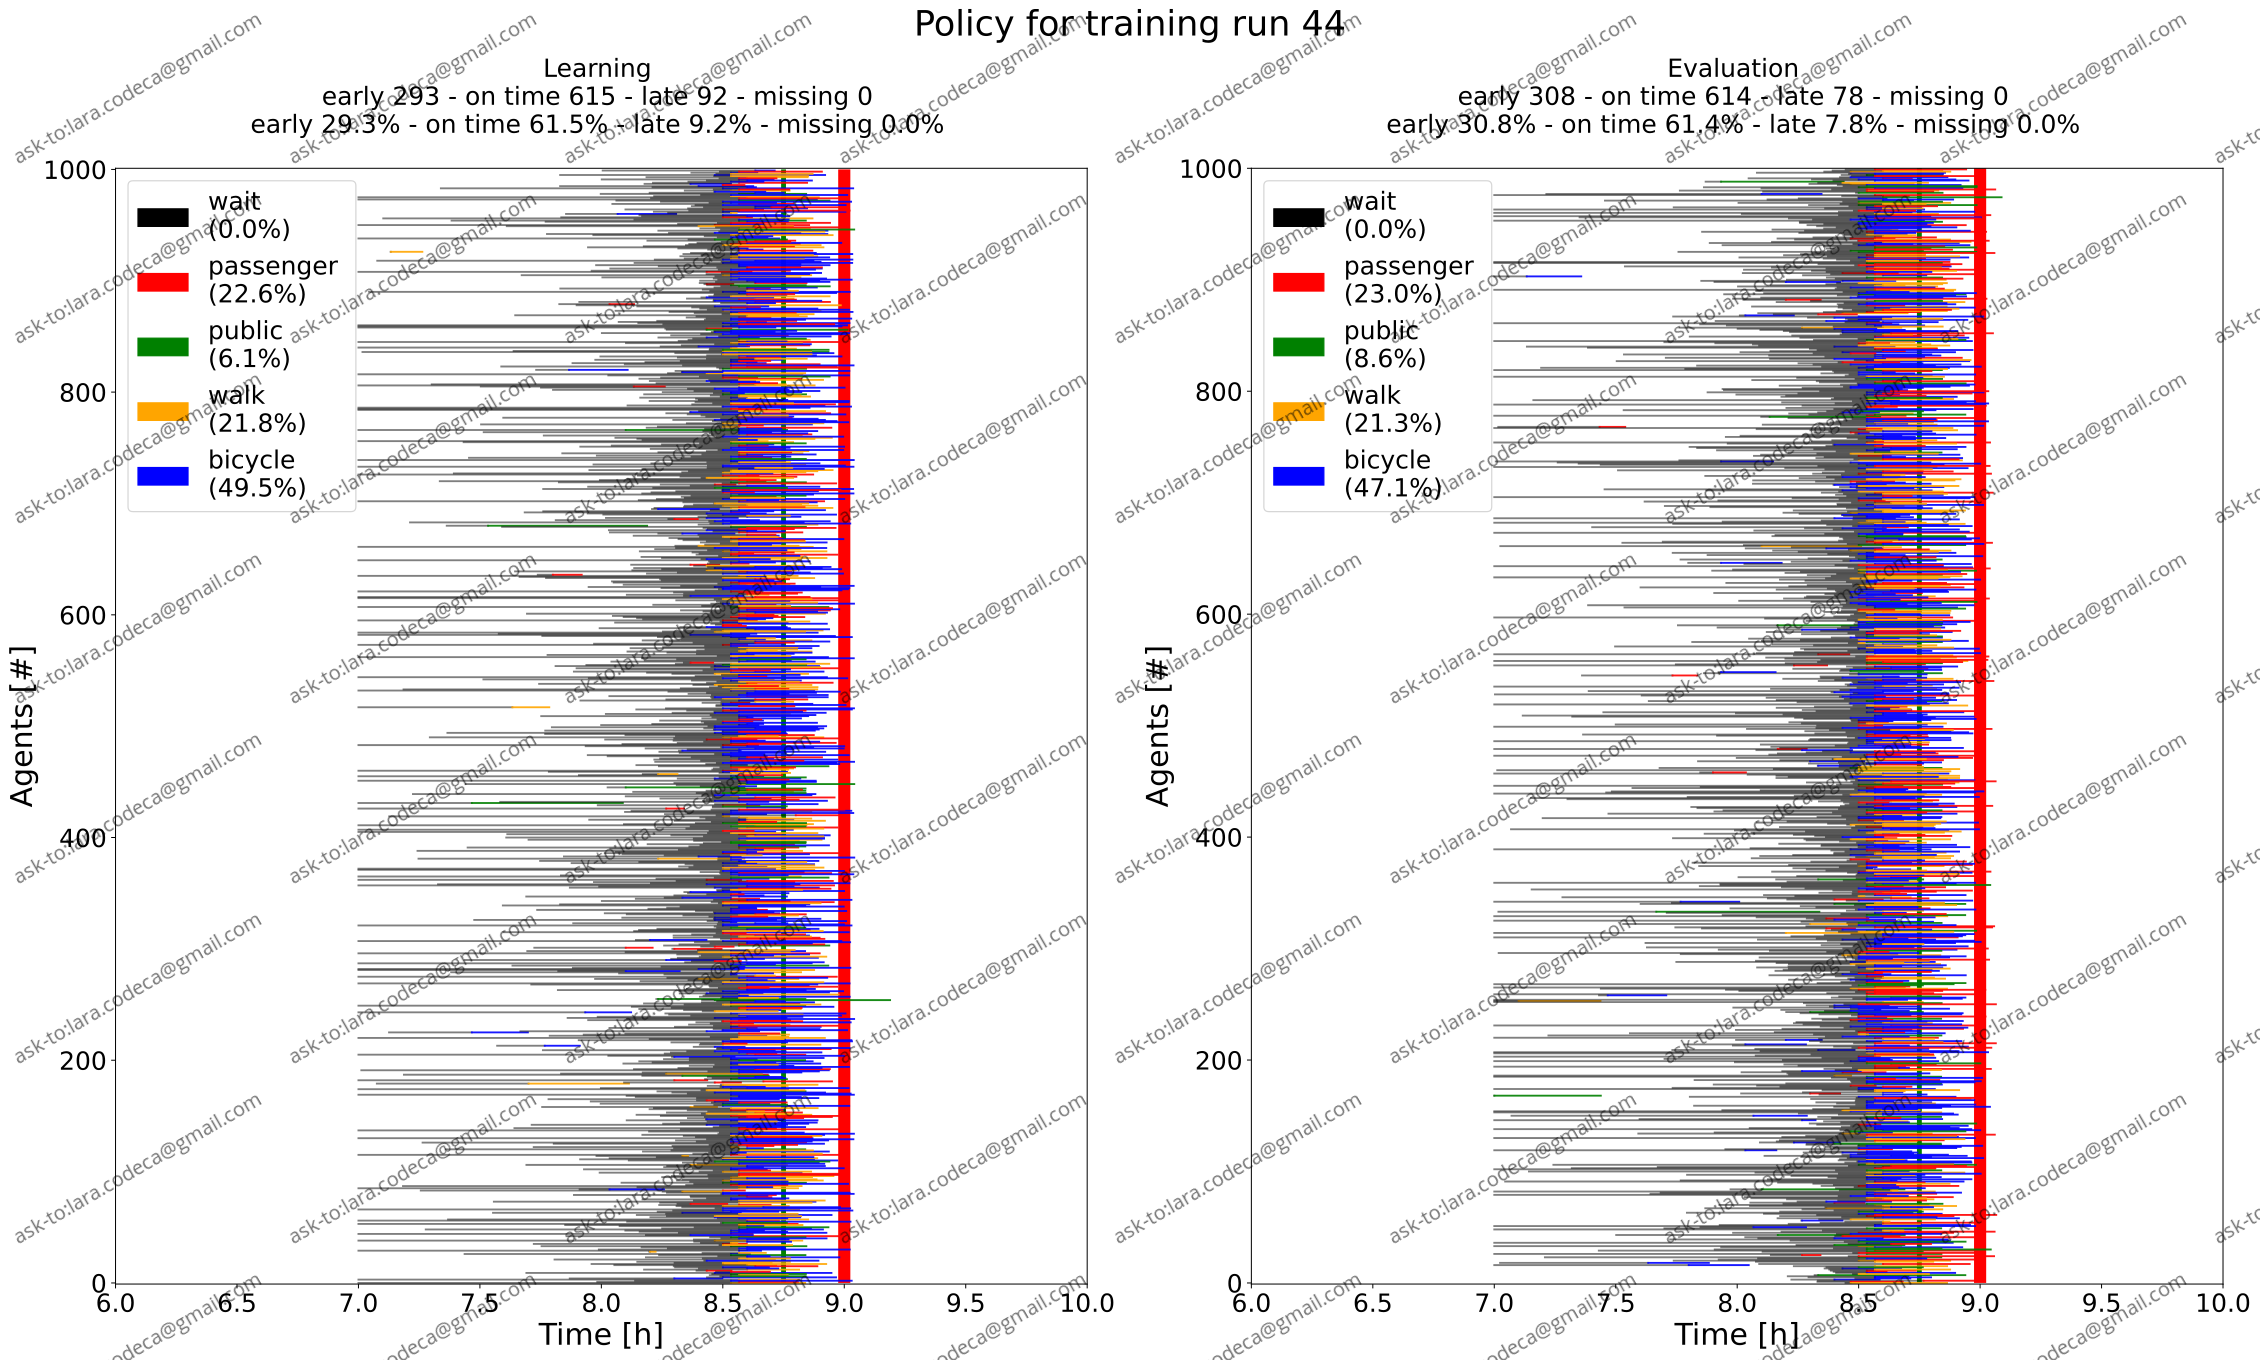 Policy for training run 44
Learning
early 293 - on time 615 - late 92 - missing 0
early 29.3% - on time 61.5% - late 9.2% - missing 0.0%
1000
800
600
400
200
0
Agents [#]
wait
(0.0%)
passenger
(22.6%)
public
(6.1%)
walk
(21.8%)
bicycle
(49.5%)
6.0 6.5 7.0 7.5 8.0 8.5 9.0 9.5 10.0
Time [h]
Evaluation
early 308 - on time 614 - late 78 - missing 0
early 30.8% - on time 61.4% - late 7.8% - missing 0.0%
1000
800
600
400
200
0
Agents [#]
wait
(0.0%)
passenger
(23.0%)
public
(8.6%)
walk
(21.3%)
bicycle
(47.1%)
6.0 6.5 7.0 7.5 8.0 8.5 9.0 9.5 10.0
Time [h]
ask-to:lara.codeca@gmail.com